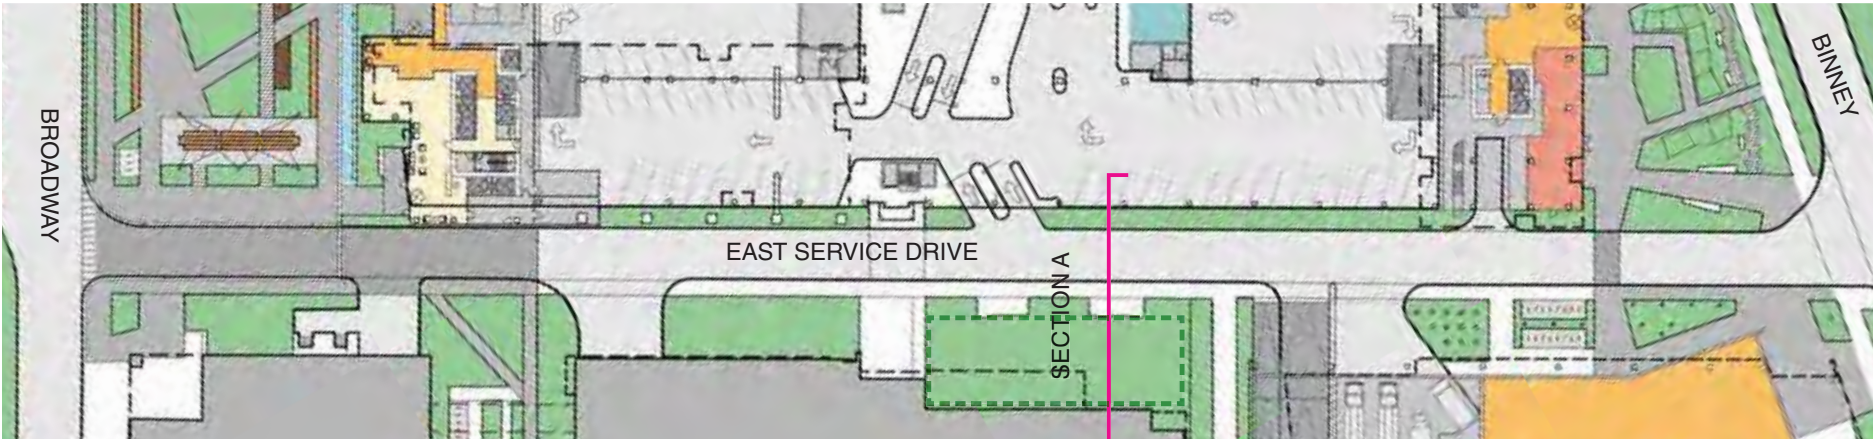 BROADWAY
EAST SERVICE DRIVE
SECTION A
BINNEY